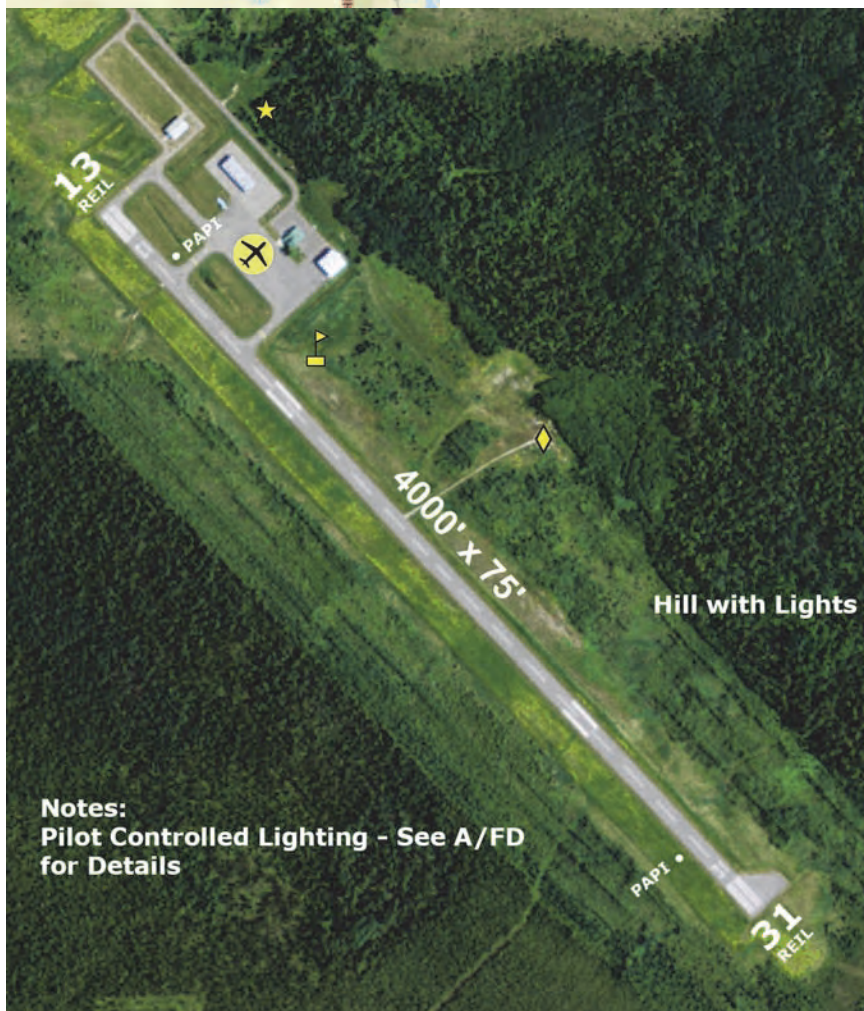 13
REIL
PAPI
4000' x 75'
Hill with Lights
Notes:
Pilot Controlled Lighting - See A/FD
for Details
PAPI
31
REIL